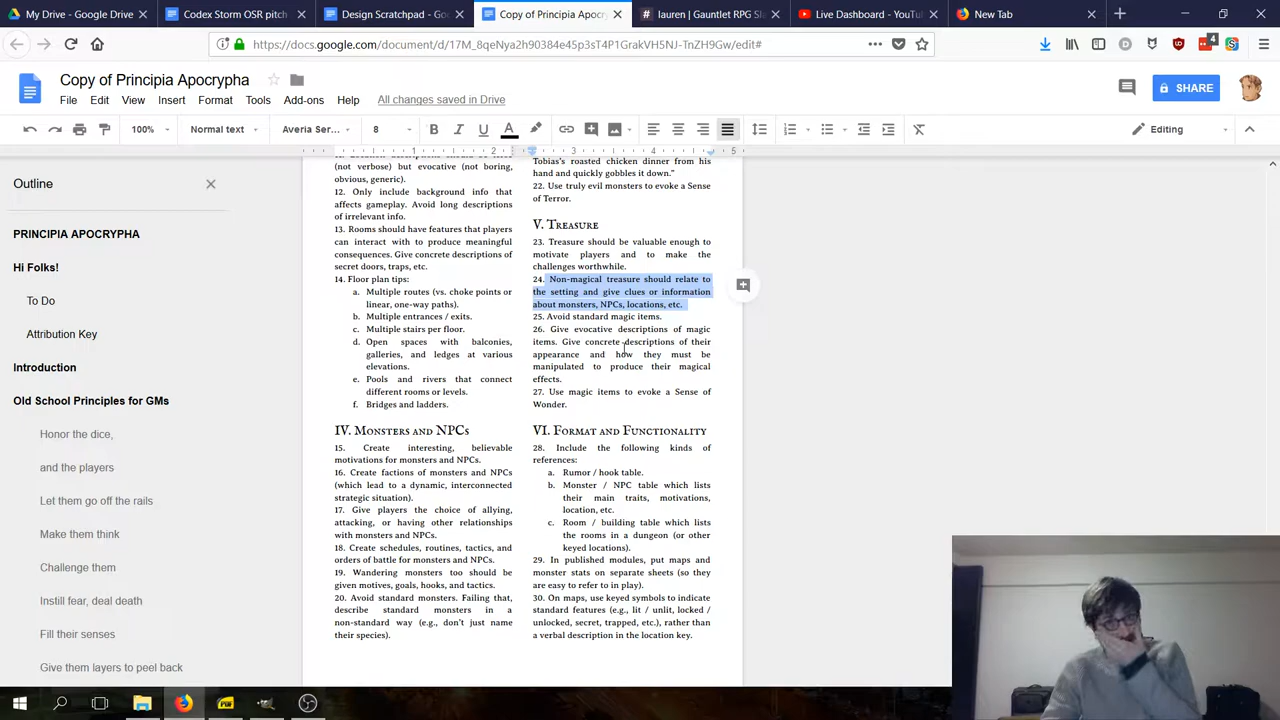 My Drive - Google Drive
Codex Storm OSR pitch
Design Scratchpad - Goo
Copy of Principia Apocryp
lauren | Gauntlet RPG Sl
Live Dashboard - YouTu
New Tab
https://docs.google.com/document/d/17M_8qeNya2h90384e45p3sT4P1GrakVH5NJ-TnZH9Gw/edit#
4
Copy of Principia Apocrypha
File Edit View Insert Format Tools Add-ons Help All changes saved in Drive
SHARE
100% Normal text Averia Ser... 8 Editing
1 2 3 4 5
Outline
PRINCIPIA APOCRYPHA
Hi Folks!
To Do
Attribution Key
Introduction
Old School Principles for GMs
Honor the dice,
and the players
Let them go off the rails
Make them think
Challenge them
Instill fear, deal death
Fill their senses
Give them layers to peel back
(not verbose) but evocative (not boring,
obvious, generic).
12. Only include background info that
affects gameplay. Avoid long descriptions
of irrelevant info.
13. Rooms should have features that players
can interact with to produce meaningful
consequences. Give concrete descriptions of
secret doors, traps, etc.
14. Floor plan tips:
a. Multiple routes (vs. choke points or
linear, one-way paths).
b. Multiple entrances / exits.
c. Multiple stairs per floor.
d. Open spaces with balconies,
galleries, and ledges at various
elevations.
e. Pools and rivers that connect
different rooms or levels.
f. Bridges and ladders.
IV. Monsters and NPCs
15. Create interesting, believable
motivations for monsters and NPCs.
16. Create factions of monsters and NPCs
(which lead to a dynamic, interconnected
strategic situation).
17. Give players the choice of allying,
attacking, or having other relationships
with monsters and NPCs.
18. Create schedules, routines, tactics, and
orders of battle for monsters and NPCs.
19. Wandering monsters too should be
given motives, goals, hooks, and tactics.
20. Avoid standard monsters. Failing that,
describe standard monsters in a
non-standard way (e.g., don't just name
their species).
Tobias's roasted chicken dinner from his
hand and quickly gobbles it down."
22. Use truly evil monsters to evoke a Sense
of Terror.
V. Treasure
23. Treasure should be valuable enough to
motivate players and to make the
challenges worthwhile.
24. Non-magical treasure should relate to
the setting and give clues or information
about monsters, NPCs, locations, etc.
25. Avoid standard magic items.
26. Give evocative descriptions of magic
items. Give concrete descriptions of their
appearance and how they must be
manipulated to produce their magical
effects.
27. Use magic items to evoke a Sense of
Wonder.
VI. Format and Functionality
28. Include the following kinds of
references:
a. Rumor / hook table.
b. Monster / NPC table which lists
their main traits, motivations,
location, etc.
c. Room / building table which lists
the rooms in a dungeon (or other
keyed locations).
29. In published modules, put maps and
monster stats on separate sheets (so they
are easy to refer to in play).
30. On maps, use keyed symbols to indicate
standard features (e.g., lit / unlit, locked /
unlocked, secret, trapped, etc.), rather than
a verbal description in the location key.